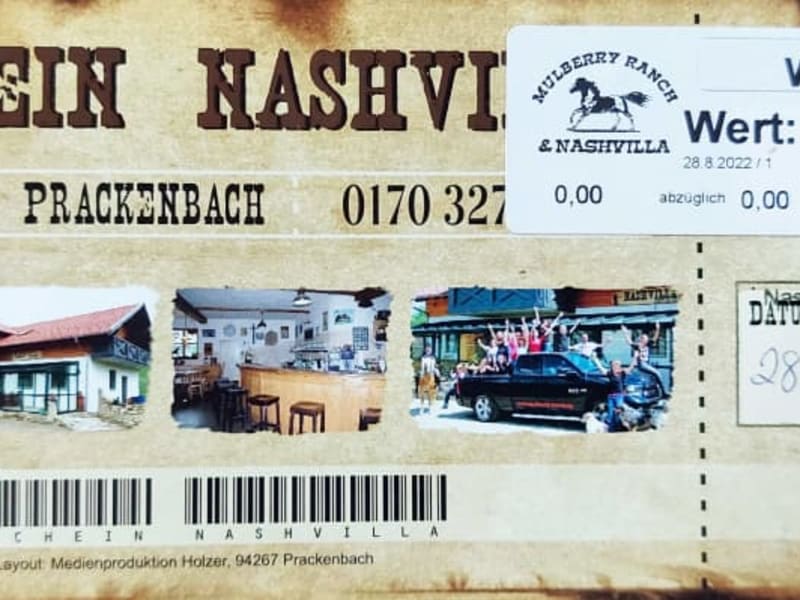 EIN NASHVI
MULBERRY RANCH
& NASHVILLA
Wert:
28.8.2022 / 1
0,00 abzüglich 0,00
PRACKENBACH 0170 327
NASHVILLA
Nas
DATU
28
CHEIN NASHVILLA
Layout: Medienproduktion Holzer, 94267 Prackenbach